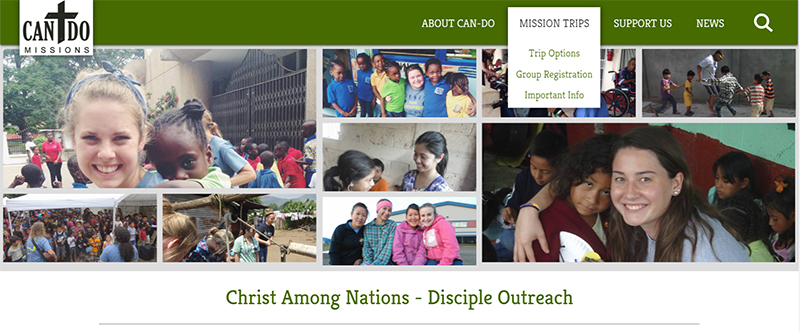 CAN DO
MISSIONS
ABOUT CAN-DO
MISSION TRIPS
SUPPORT US
NEWS
Trip Options
Group Registration
Important Info
Christ Among Nations - Disciple Outreach